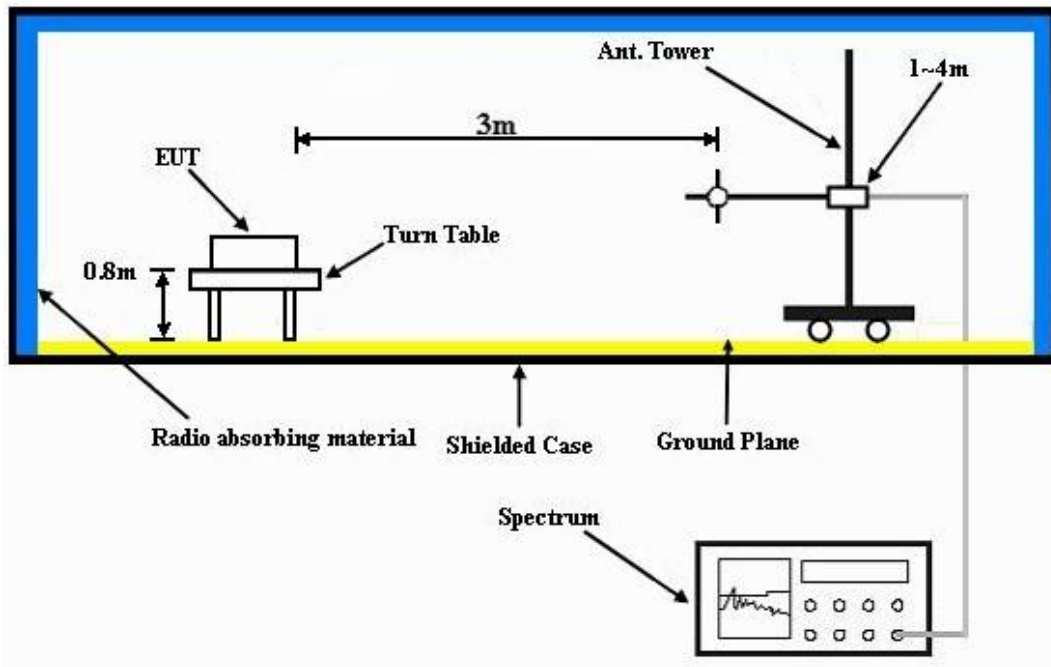 Ant. Tower
1~4m
3m
EUT
Turn Table
0.8m
Radio absorbing material
Shielded Case
Ground Plane
Spectrum